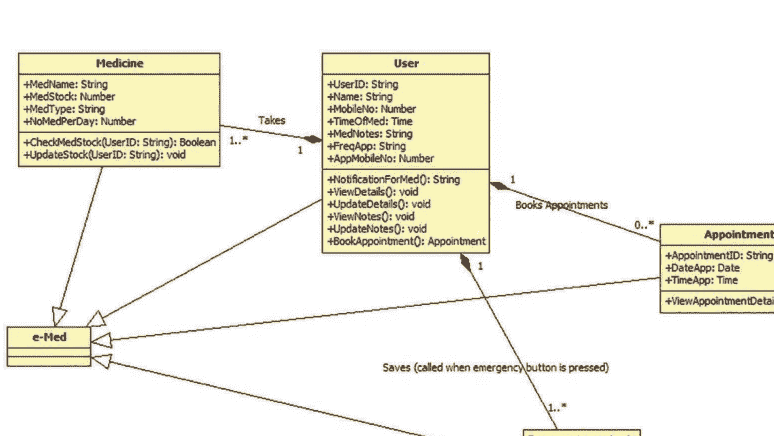 Medicine
+MedName: String
+MedStock: Number
+MedType: String
+NoMedPerDay: Number
+CheckMedStock(UserID: String): Boolean
+UpdateStock(UserID: String): void
Takes
1..*
1
User
+UserID: String
+Name: String
+MobileNo: Number
+TimeOfMed: Time
+MedNotes: String
+FreqApp: String
+AppMobileNo: Number
+NotificationForMed(): String
+ViewDetails(): void
+UpdateDetails(): void
+ViewNotes(): void
+UpdateNotes(): void
+BookAppointment(): Appointment
1
Books Appointments
0..*
Appointment
+AppointmentID: String
+DateApp: Date
+TimeApp: Time
+ViewAppointmentDetai
1
e-Med
Saves (called when emergency button is pressed)
1..*